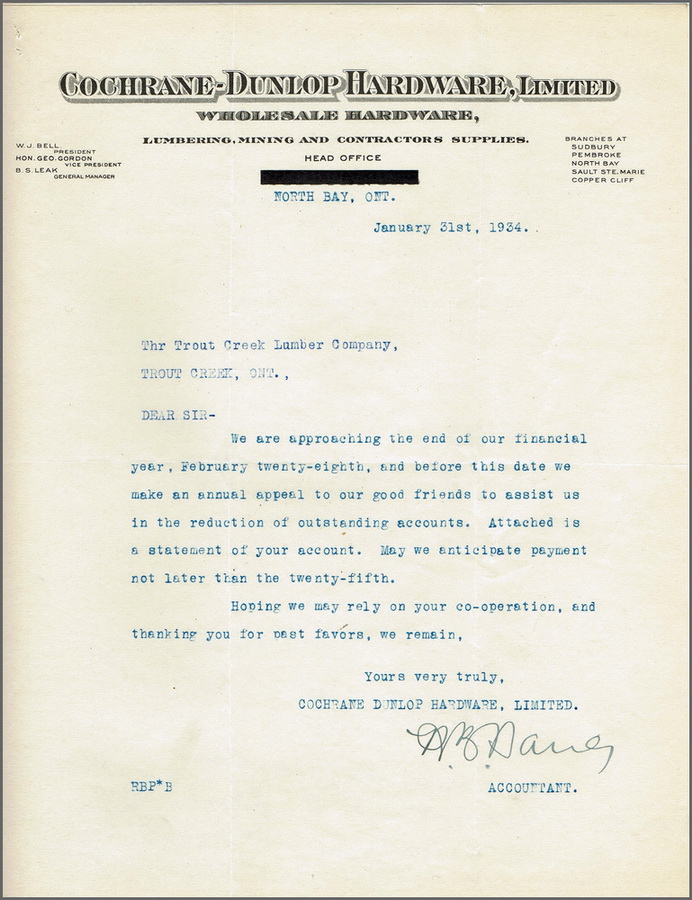 COCHRANE-DUNLOP HARDWARE, LIMITED
WHOLESALE HARDWARE,
LUMBERING, MINING AND CONTRACTORS SUPPLIES.
HEAD OFFICE
W. J. BELL
PRESIDENT
HON. GEO. GORDON
VICE PRESIDENT
B. S. LEAK
GENERAL MANAGER
BRANCHES AT
SUDBURY
PEMBROKE
NORTH BAY
SAULT STE. MARIE
COPPER CLIFF
NORTH BAY, ONT.
January 31st, 1934.
Thr Trout Creek Lumber Company,
TROUT CREEK, ONT.,
DEAR SIR-
We are approaching the end of our financial
year, February twenty-eighth, and before this date we
make an annual appeal to our good friends to assist us
in the reduction of outstanding accounts. Attached is
a statement of your account. May we anticipate payment
not later than the twenty-fifth.
Hoping we may rely on your co-operation, and
thanking you for past favors, we remain,
Yours very truly,
COCHRANE DUNLOP HARDWARE, LIMITED.
RBP*B
ACCOUNTANT.